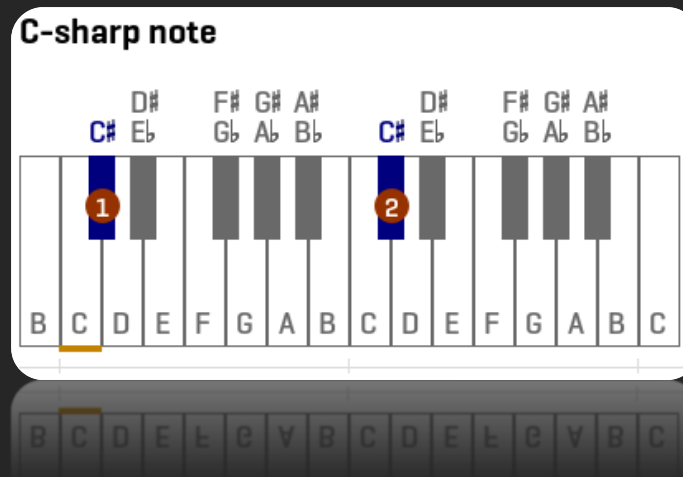 C-sharp note
D♯ F♯ G♯ A♯ D♯ F♯ G♯ A♯
C♯ E♭ G♭ A♭ B♭ C♯ E♭ G♭ A♭ B♭
1 2
B C D E F G A B C D E F G A B C
B C D E F G A B C D E F G A B C